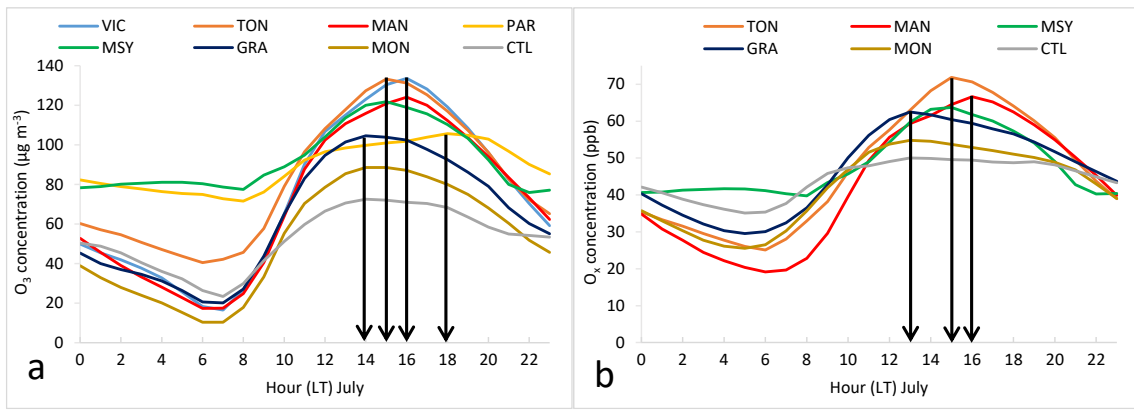 VIC TON MAN PAR
MSY GRA MON CTL
O₃ concentration (µg m⁻³)
140
120
100
80
60
40
20
0
0 2 4 6 8 10 12 14 16 18 20 22
Hour (LT) July
a
TON MAN MSY
GRA MON CTL
Oₓ concentration (ppb)
70
60
50
40
30
20
10
0
0 2 4 6 8 10 12 14 16 18 20 22
Hour (LT) July
b